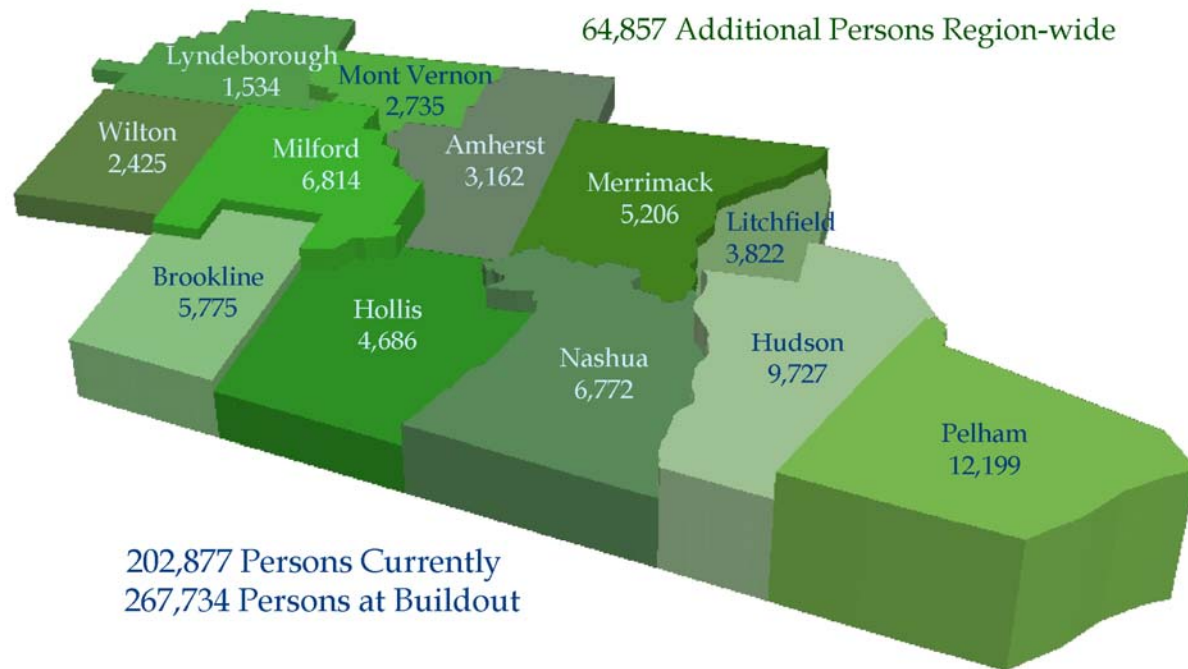 64,857 Additional Persons Region-wide
Lyndeborough
1,534
Mont Vernon
2,735
Wilton
2,425
Milford
6,814
Amherst
3,162
Merrimack
5,206
Litchfield
3,822
Brookline
5,775
Hollis
4,686
Nashua
6,772
Hudson
9,727
Pelham
12,199
202,877 Persons Currently
267,734 Persons at Buildout